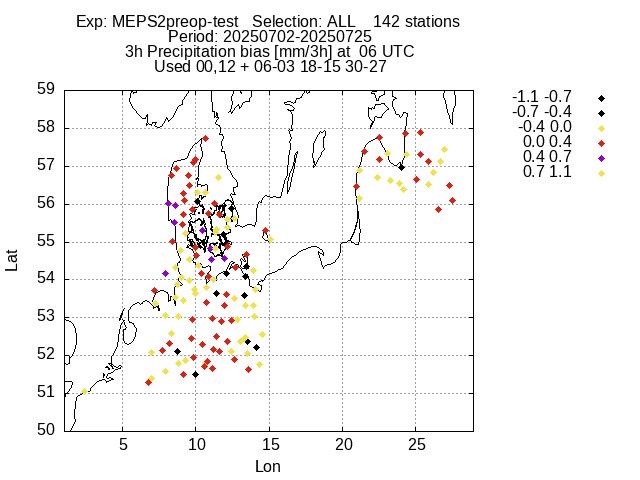 Exp: MEPS2preop-test Selection: ALL 142 stations
Period: 20250702-20250725
3h Precipitation bias [mm/3h] at 06 UTC
Used 00,12 + 06-03 18-15 30-27
59
58
57
56
55
54
53
52
51
50
Lat
5 10 15 20 25
Lon
-1.1 -0.7
-0.7 -0.4
-0.4 0.0
0.0 0.4
0.4 0.7
0.7 1.1